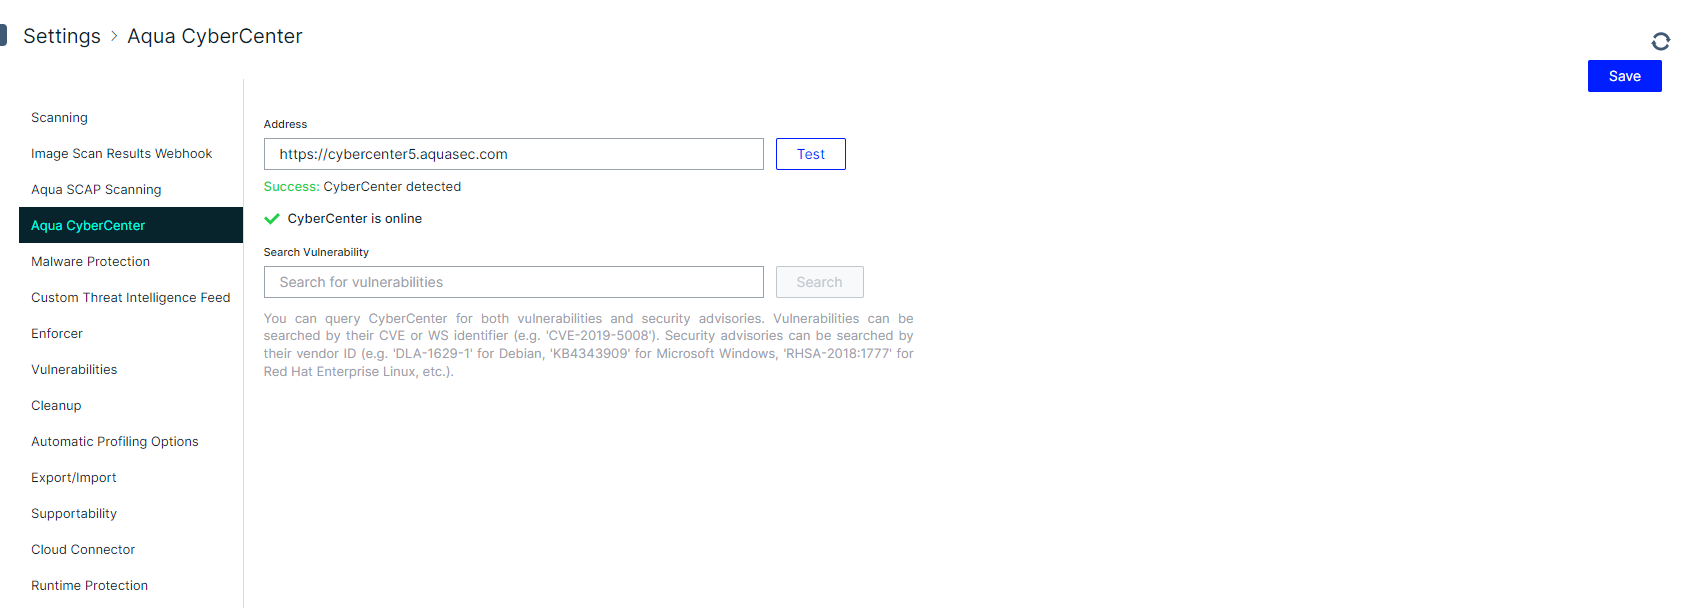 Settings > Aqua CyberCenter
Save
Scanning
Image Scan Results Webhook
Aqua SCAP Scanning
Aqua CyberCenter
Malware Protection
Custom Threat Intelligence Feed
Enforcer
Vulnerabilities
Cleanup
Automatic Profiling Options
Export/Import
Supportability
Cloud Connector
Runtime Protection
Address
https://cybercenter5.aquasec.com
Test
Success: CyberCenter detected
CyberCenter is online
Search Vulnerability
Search for vulnerabilities
Search
You can query CyberCenter for both vulnerabilities and security advisories. Vulnerabilities can be
searched by their CVE or WS identifier (e.g. 'CVE-2019-5008'). Security advisories can be searched by
their vendor ID (e.g. 'DLA-1629-1' for Debian, 'KB4343909' for Microsoft Windows, 'RHSA-2018:1777' for
Red Hat Enterprise Linux, etc.).